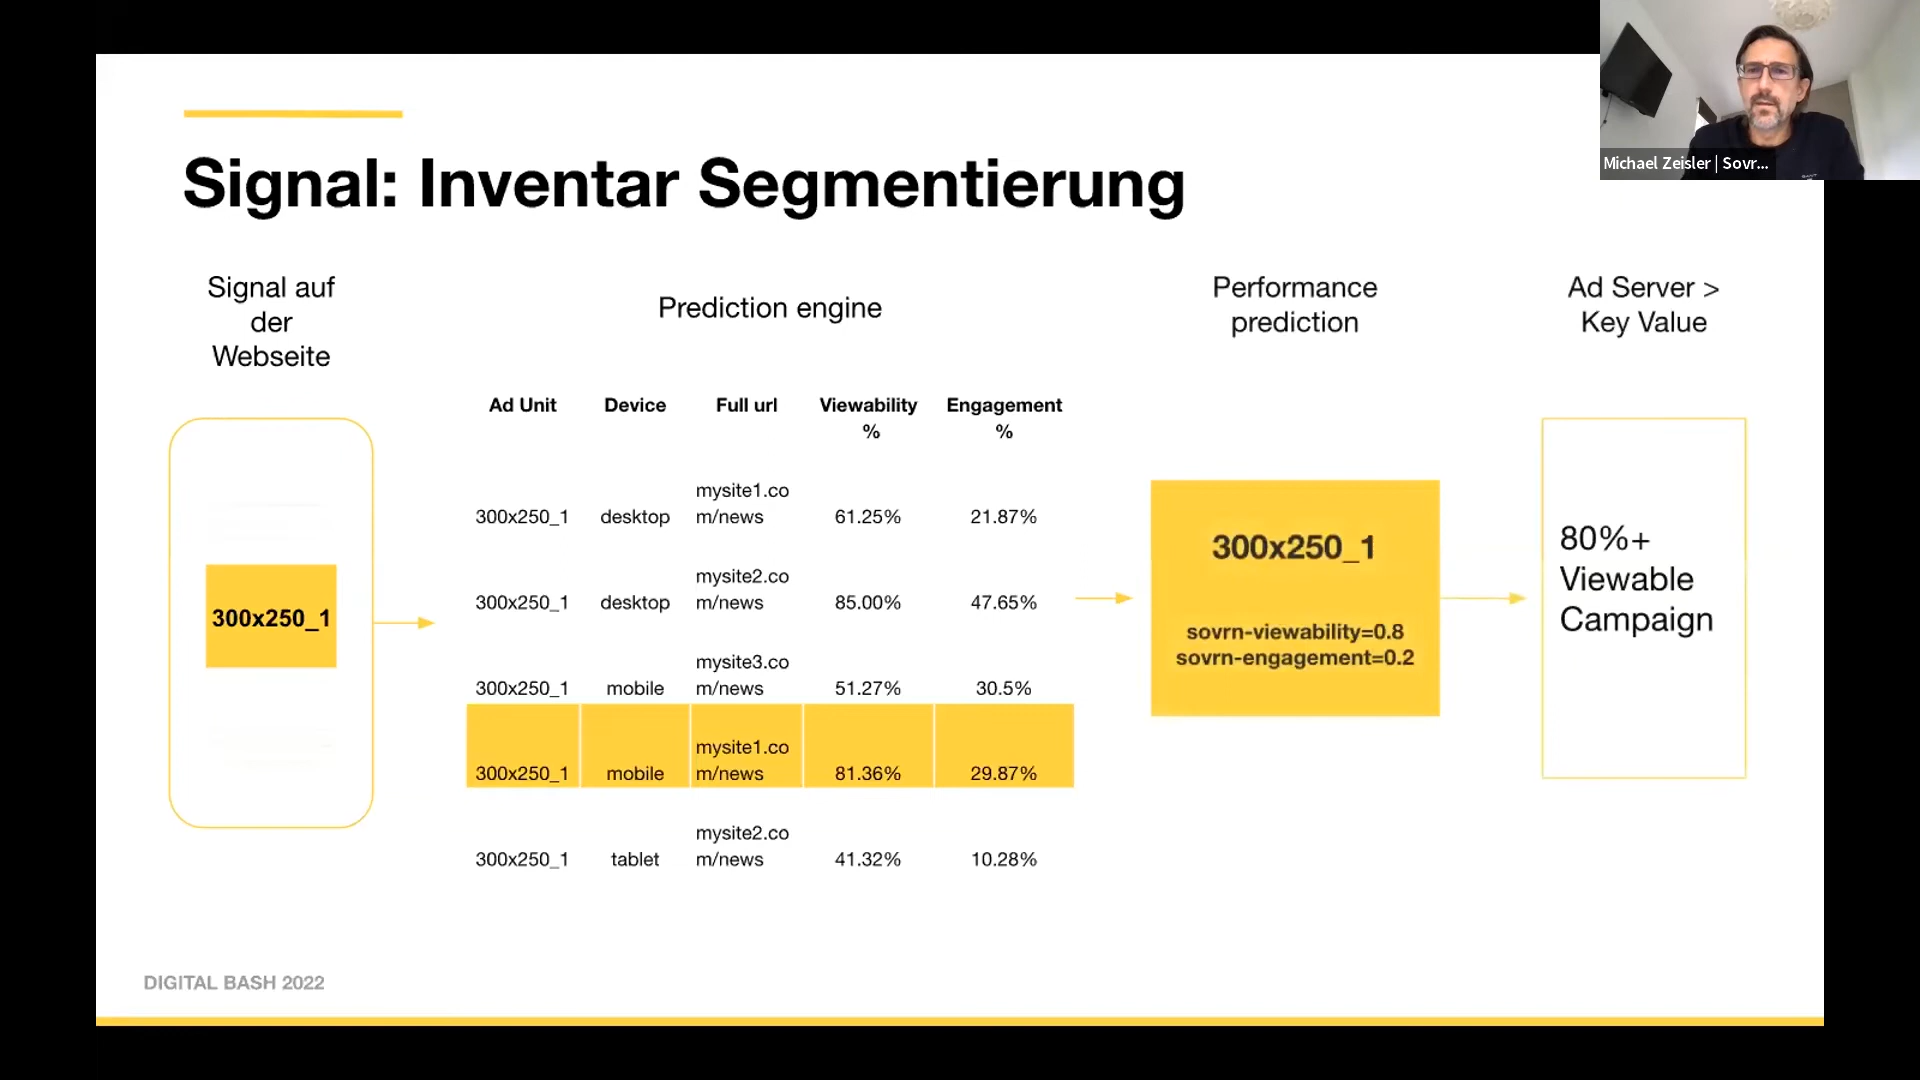 Michael Zeisler | Sovr...
Signal: Inventar Segmentierung
Signal auf
der
Webseite
300x250_1
Prediction engine
Ad Unit Device Full url Viewability Engagement
% %
mysite1.co
300x250_1 desktop m/news 61.25% 21.87%
mysite2.co
300x250_1 desktop m/news 85.00% 47.65%
mysite3.co
300x250_1 mobile m/news 51.27% 30.5%
mysite1.co
300x250_1 mobile m/news 81.36% 29.87%
mysite2.co
300x250_1 tablet m/news 41.32% 10.28%
Performance
prediction
300x250_1
sovrn-viewability=0.8
sovrn-engagement=0.2
Ad Server >
Key Value
80%+
Viewable
Campaign
DIGITAL BASH 2022